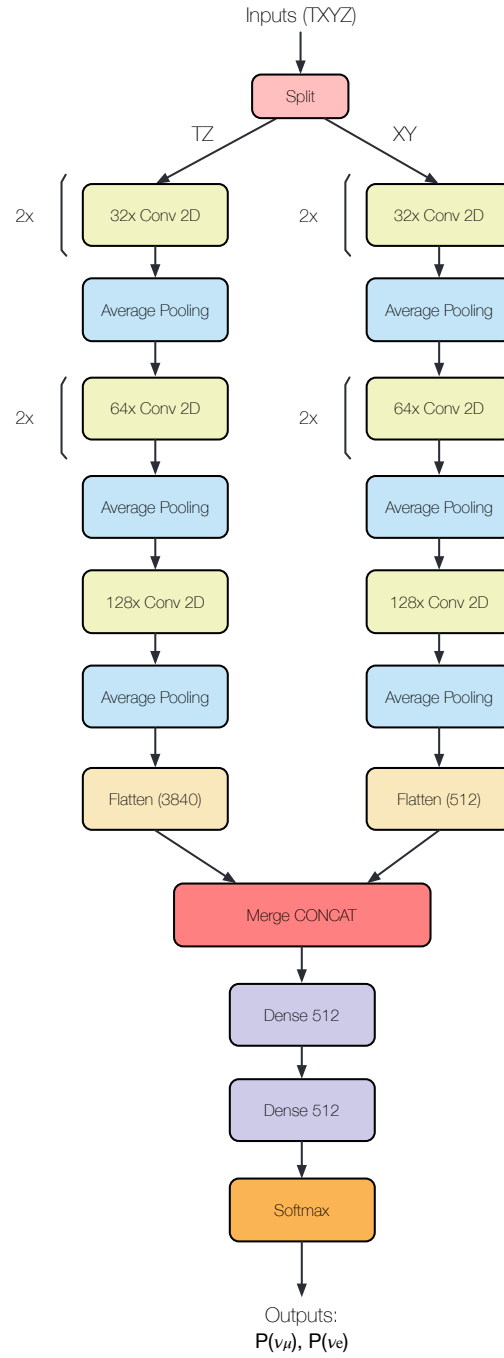 Inputs (TXYZ)
Split
TZ
XY
2x
32x Conv 2D
2x
32x Conv 2D
Average Pooling
Average Pooling
2x
64x Conv 2D
2x
64x Conv 2D
Average Pooling
Average Pooling
128x Conv 2D
128x Conv 2D
Average Pooling
Average Pooling
Flatten (3840)
Flatten (512)
Merge CONCAT
Dense 512
Dense 512
Softmax
Outputs:
P(νμ), P(νe)